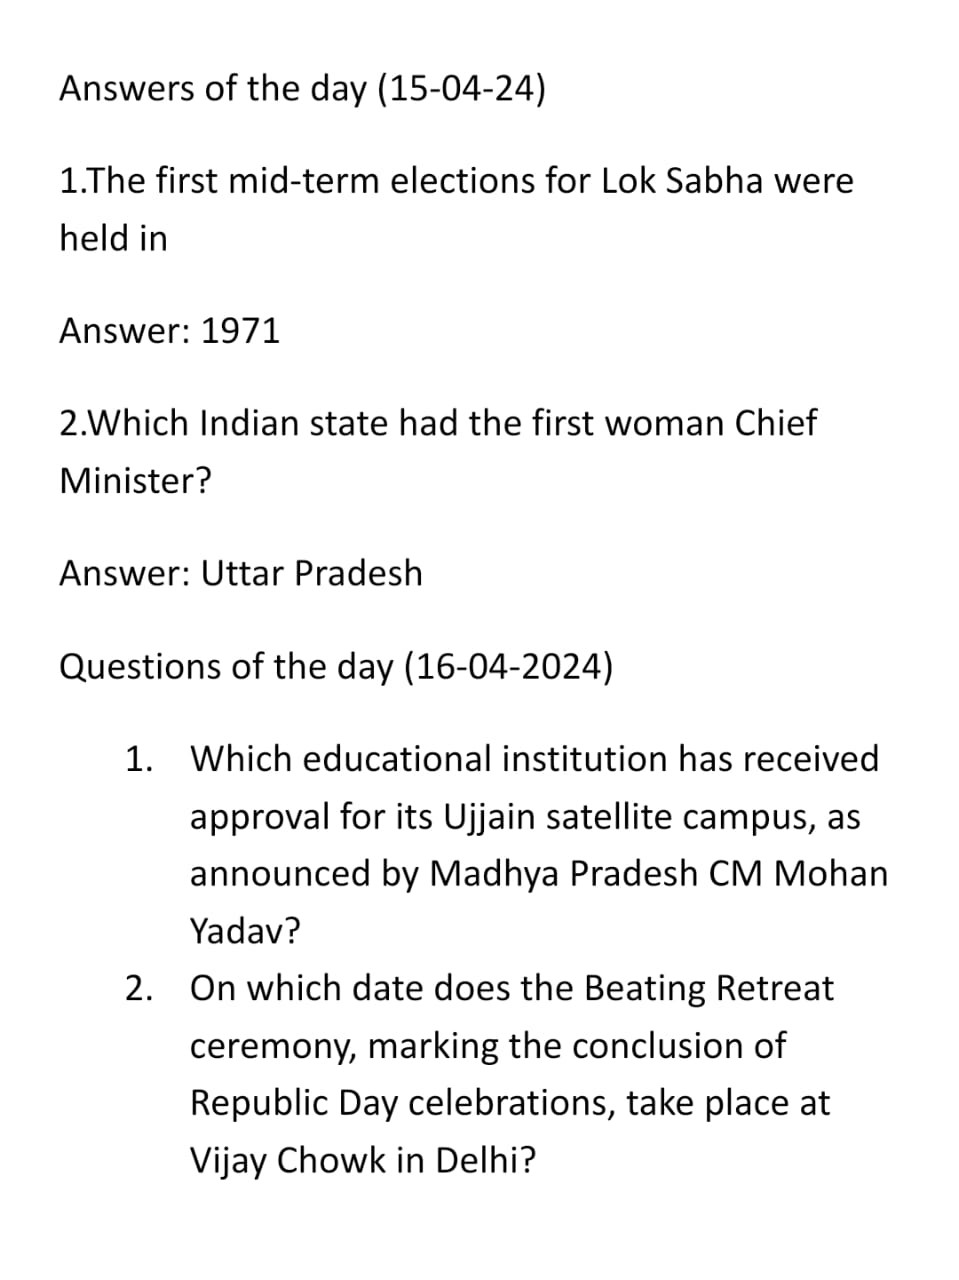 Answers of the day (15-04-24)
1.The first mid-term elections for Lok Sabha were
held in
Answer: 1971
2.Which Indian state had the first woman Chief
Minister?
Answer: Uttar Pradesh
Questions of the day (16-04-2024)
1. Which educational institution has received
approval for its Ujjain satellite campus, as
announced by Madhya Pradesh CM Mohan
Yadav?
2. On which date does the Beating Retreat
ceremony, marking the conclusion of
Republic Day celebrations, take place at
Vijay Chowk in Delhi?